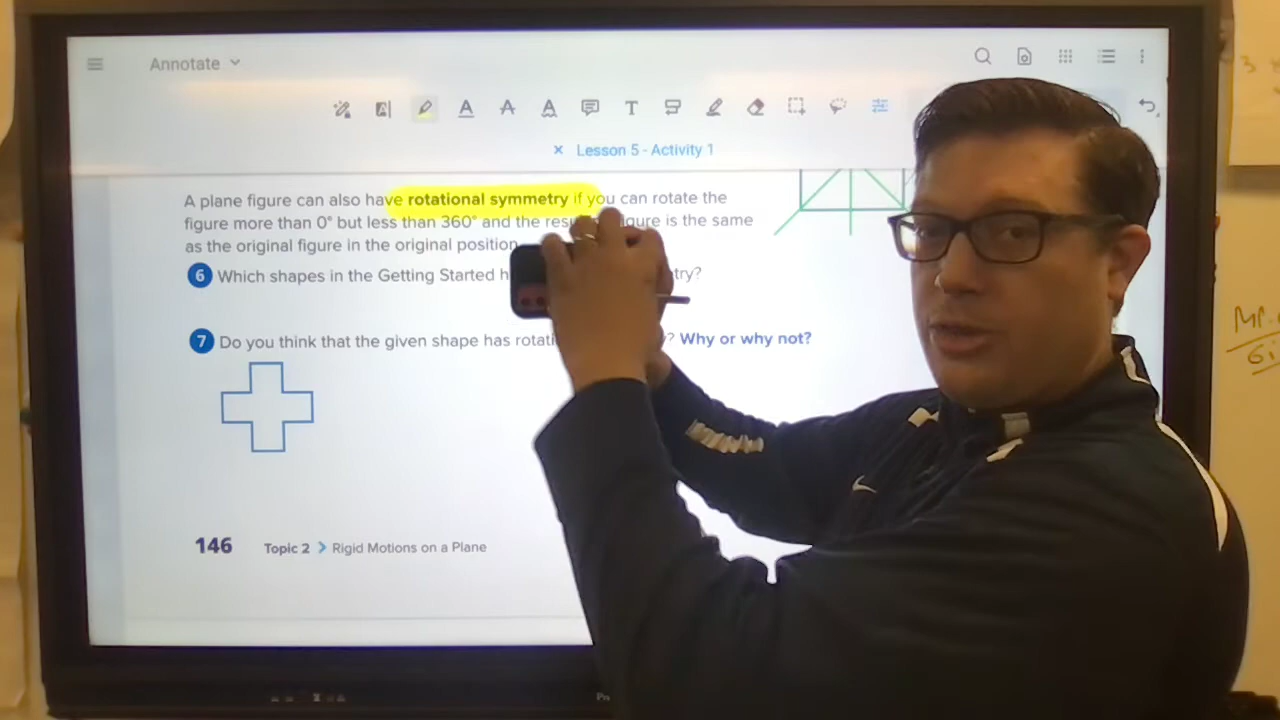 Annotate
T
× Lesson 5 - Activity 1
A plane figure can also have rotational symmetry if you can rotate the
figure more than 0° but less than 360° and the figure is the same
as the original figure in the original position
6 Which shapes in the Getting Started
7 Do you think that the given shape has Why or why not?
146 Topic 2 > Rigid Motions on a Plane
3